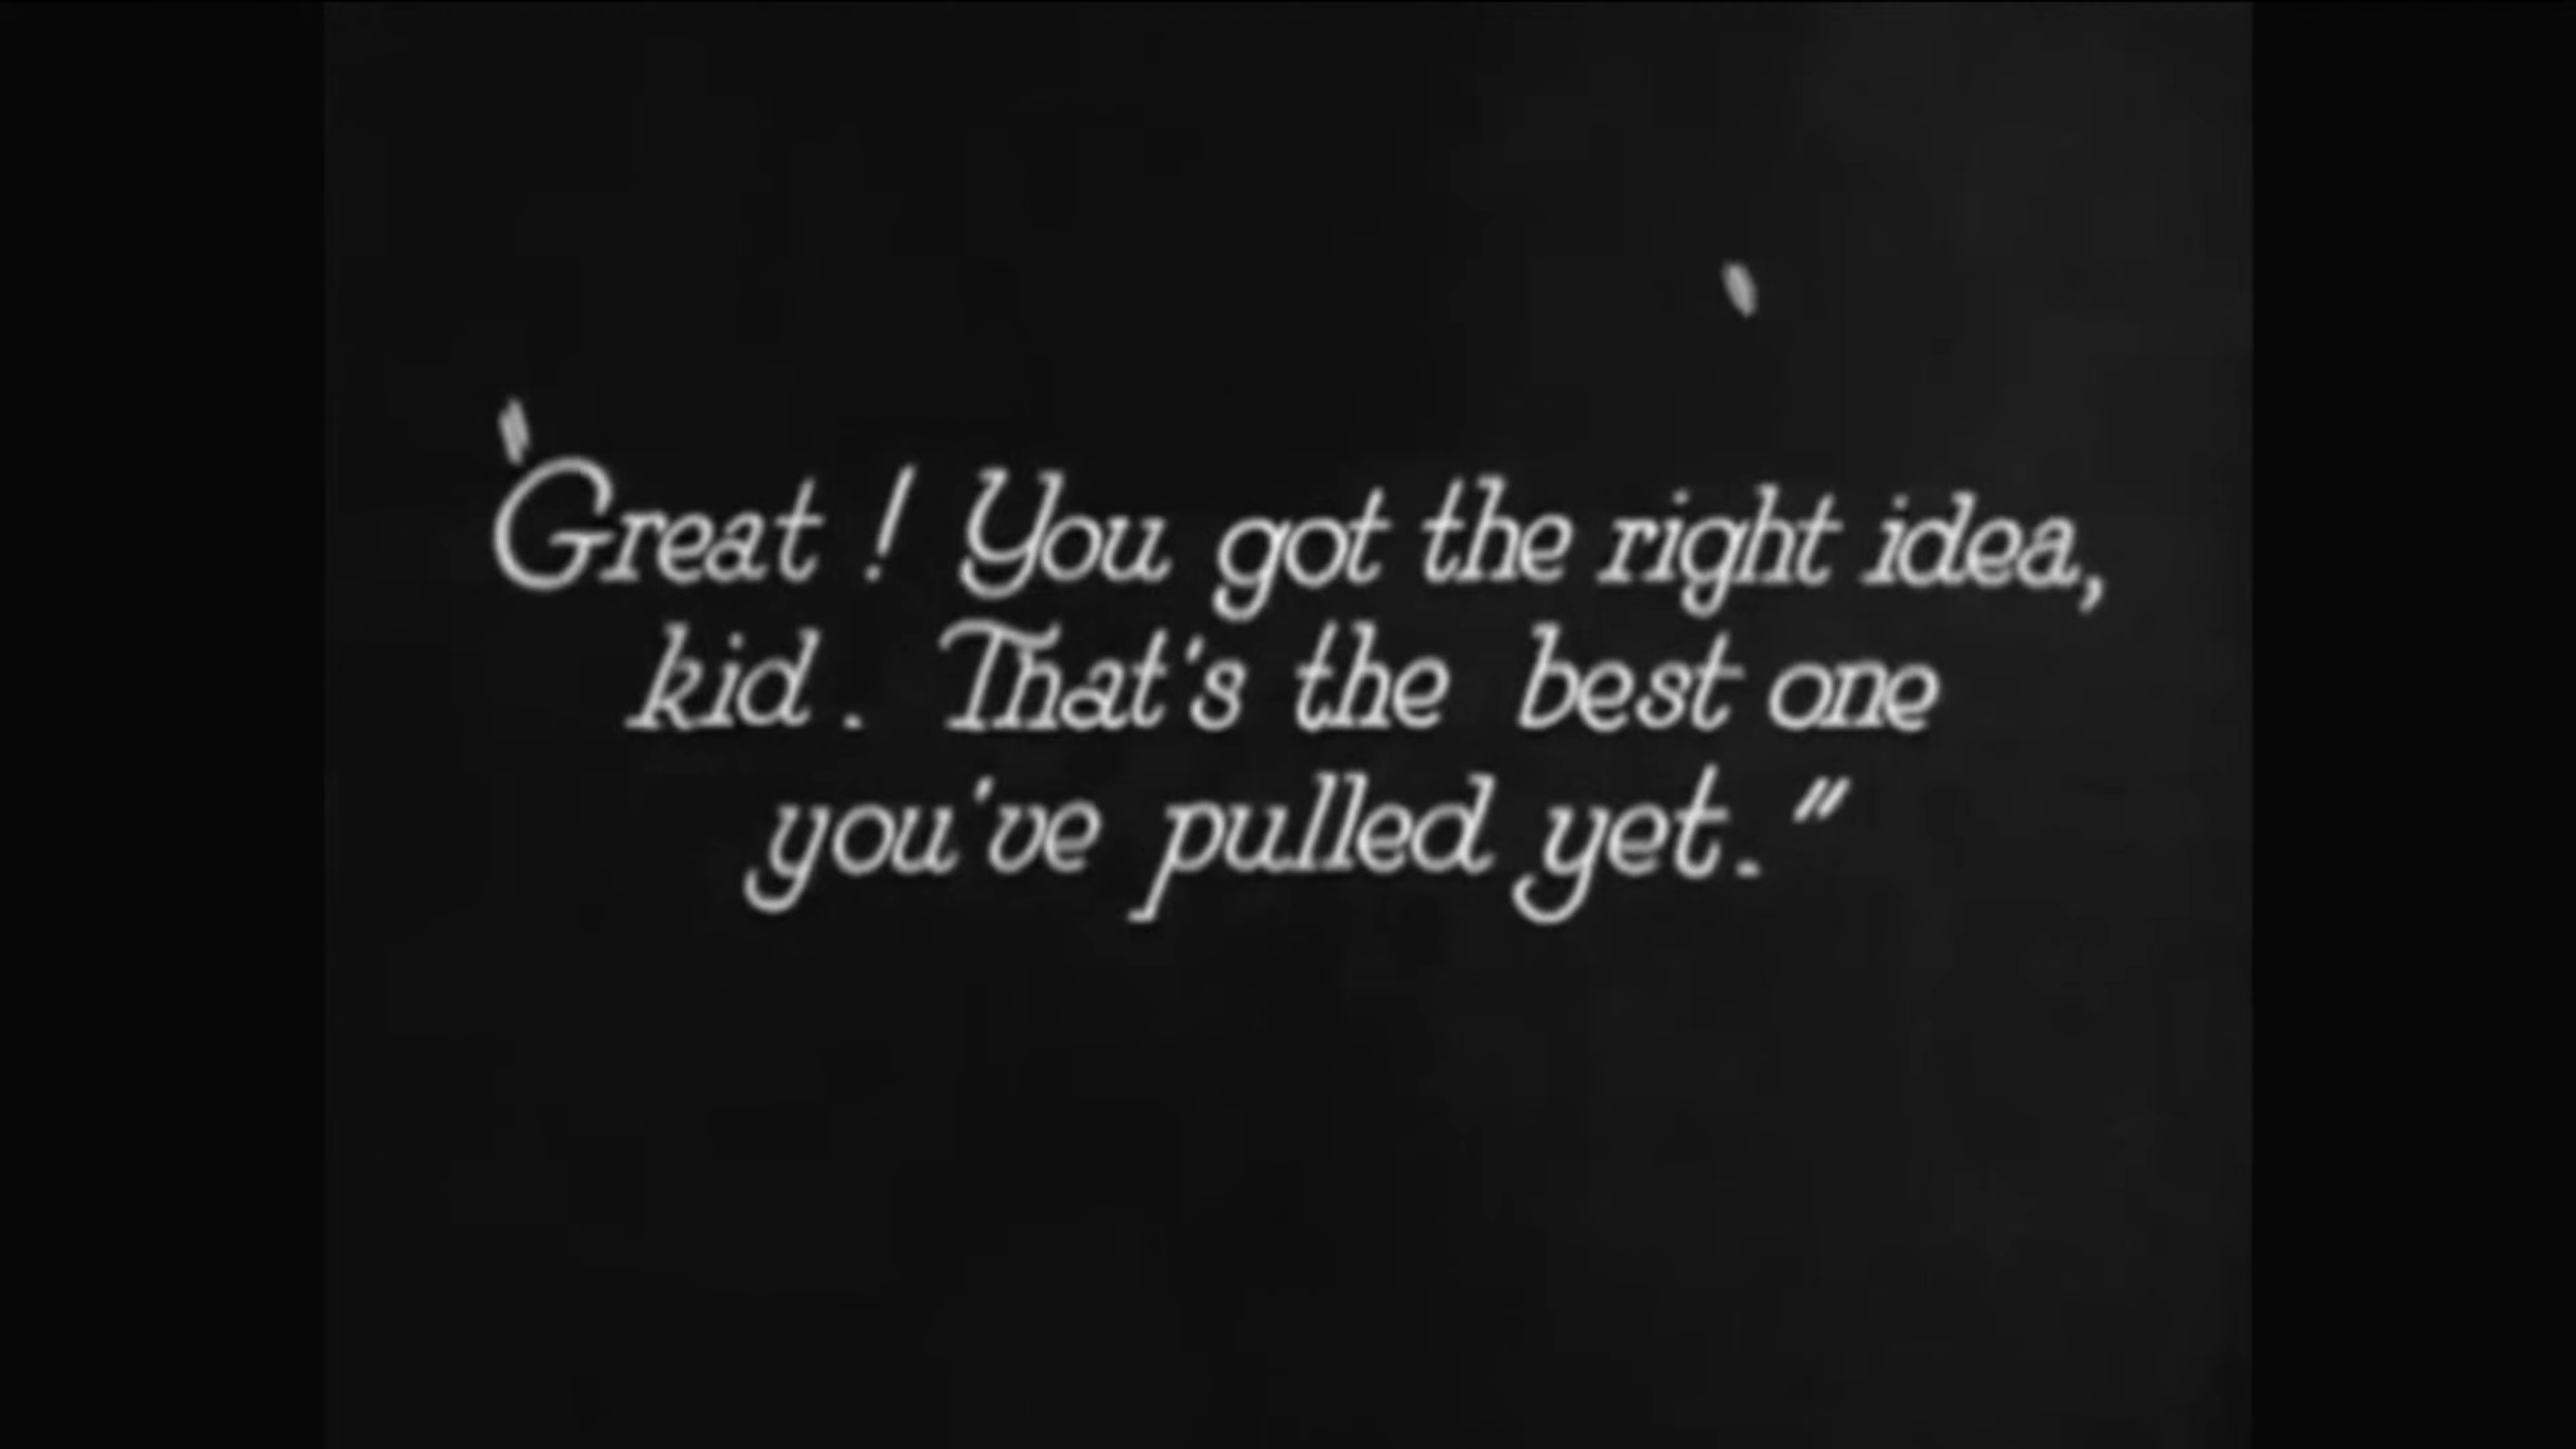 "Great! You got the right idea,
kid. That's the best one
you've pulled yet."